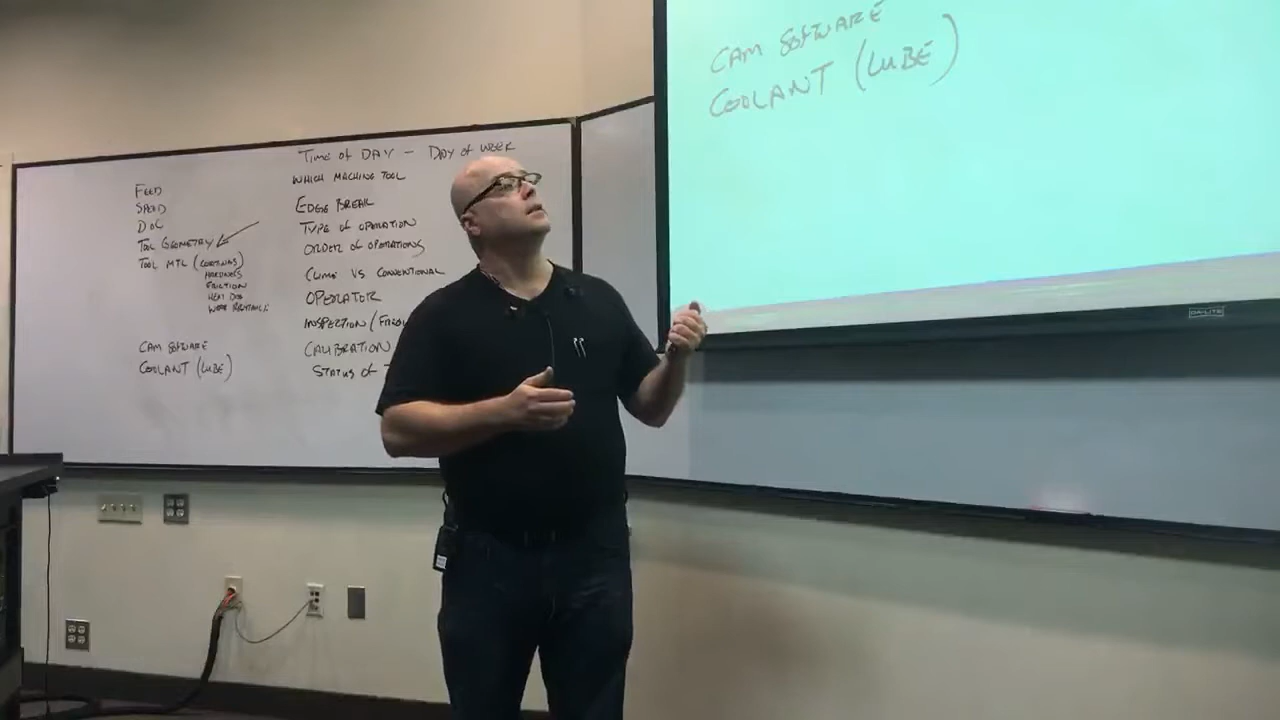 FEED
SPEED
DOC
TOOL GEOMETRY
TOOL MTL (COATINGS)
HARDNESS
FRICTION
HEAT
WEAR
CAM SOFTWARE
COOLANT (LUBE)
TIME OF DAY - DAY OF WEEK
WHICH MACHINE TOOL
EDGE BREAK
TYPE OF OPERATION
ORDER OF OPERATIONS
CLIMB VS CONVENTIONAL
OPERATOR
INSPECTION /
CALIBRATION
STATUS OF
CAM SOFTWARE
COOLANT (LUBE)
DA-LITE